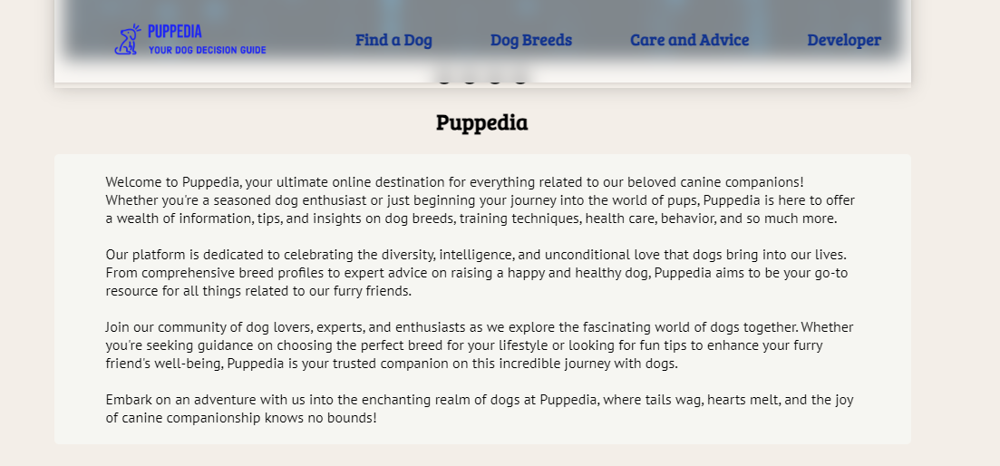 PUPPEDIA
YOUR DOG DECISION GUIDE
Find a Dog
Dog Breeds
Care and Advice
Developer
Puppedia
Welcome to Puppedia, your ultimate online destination for everything related to our beloved canine companions!
Whether you're a seasoned dog enthusiast or just beginning your journey into the world of pups, Puppedia is here to offer
a wealth of information, tips, and insights on dog breeds, training techniques, health care, behavior, and so much more.
Our platform is dedicated to celebrating the diversity, intelligence, and unconditional love that dogs bring into our lives.
From comprehensive breed profiles to expert advice on raising a happy and healthy dog, Puppedia aims to be your go-to
resource for all things related to our furry friends.
Join our community of dog lovers, experts, and enthusiasts as we explore the fascinating world of dogs together. Whether
you're seeking guidance on choosing the perfect breed for your lifestyle or looking for fun tips to enhance your furry
friend's well-being, Puppedia is your trusted companion on this incredible journey with dogs.
Embark on an adventure with us into the enchanting realm of dogs at Puppedia, where tails wag, hearts melt, and the joy
of canine companionship knows no bounds!